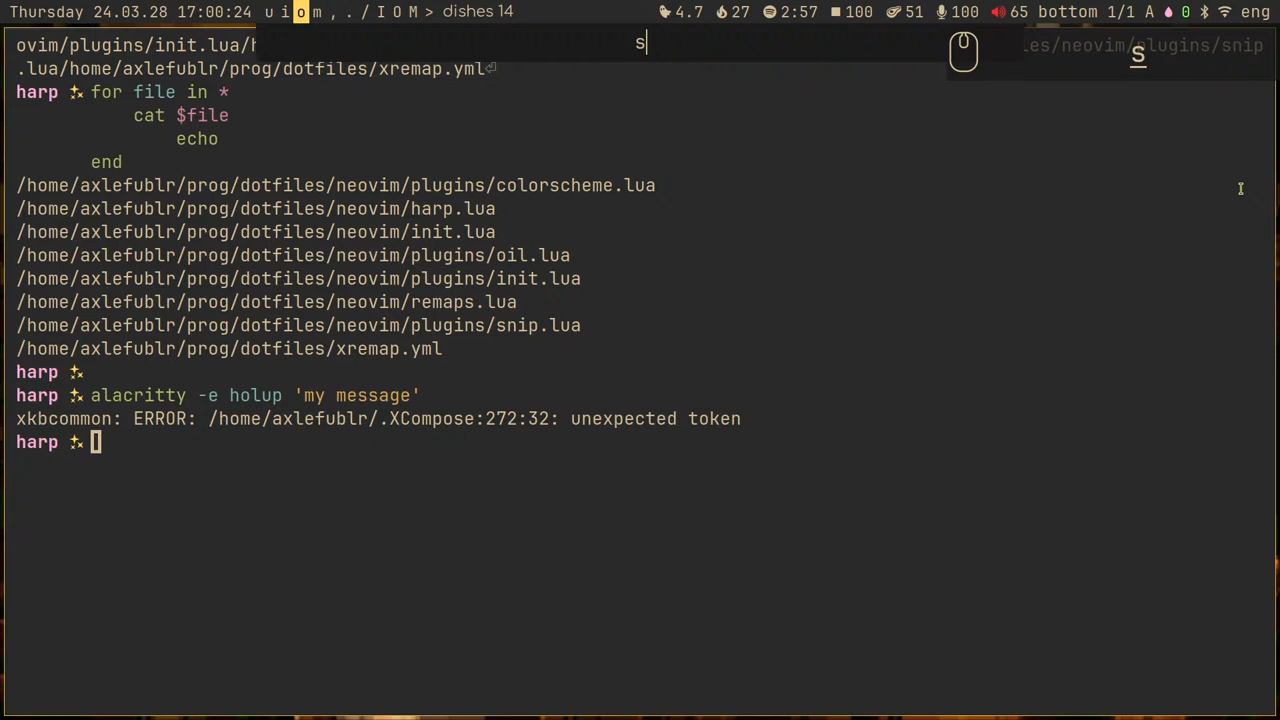 Thursday 24.03.28 17:00:24 u i o m , . / I O M > dishes 14 4.7 27 2:57 100 51 100 65 bottom 1/1 A 0 eng
s
S
ovim/plugins/init.lua/h les/neovim/plugins/snip
.lua/home/axlefublr/prog/dotfiles/xremap.yml⏎
harp ✨ for file in *
cat $file
echo
end
/home/axlefublr/prog/dotfiles/neovim/plugins/colorscheme.lua
/home/axlefublr/prog/dotfiles/neovim/harp.lua
/home/axlefublr/prog/dotfiles/neovim/init.lua
/home/axlefublr/prog/dotfiles/neovim/plugins/oil.lua
/home/axlefublr/prog/dotfiles/neovim/plugins/init.lua
/home/axlefublr/prog/dotfiles/neovim/remaps.lua
/home/axlefublr/prog/dotfiles/neovim/plugins/snip.lua
/home/axlefublr/prog/dotfiles/xremap.yml
harp ✨
harp ✨ alacritty -e holup 'my message'
xkbcommon: ERROR: /home/axlefublr/.XCompose:272:32: unexpected token
harp ✨